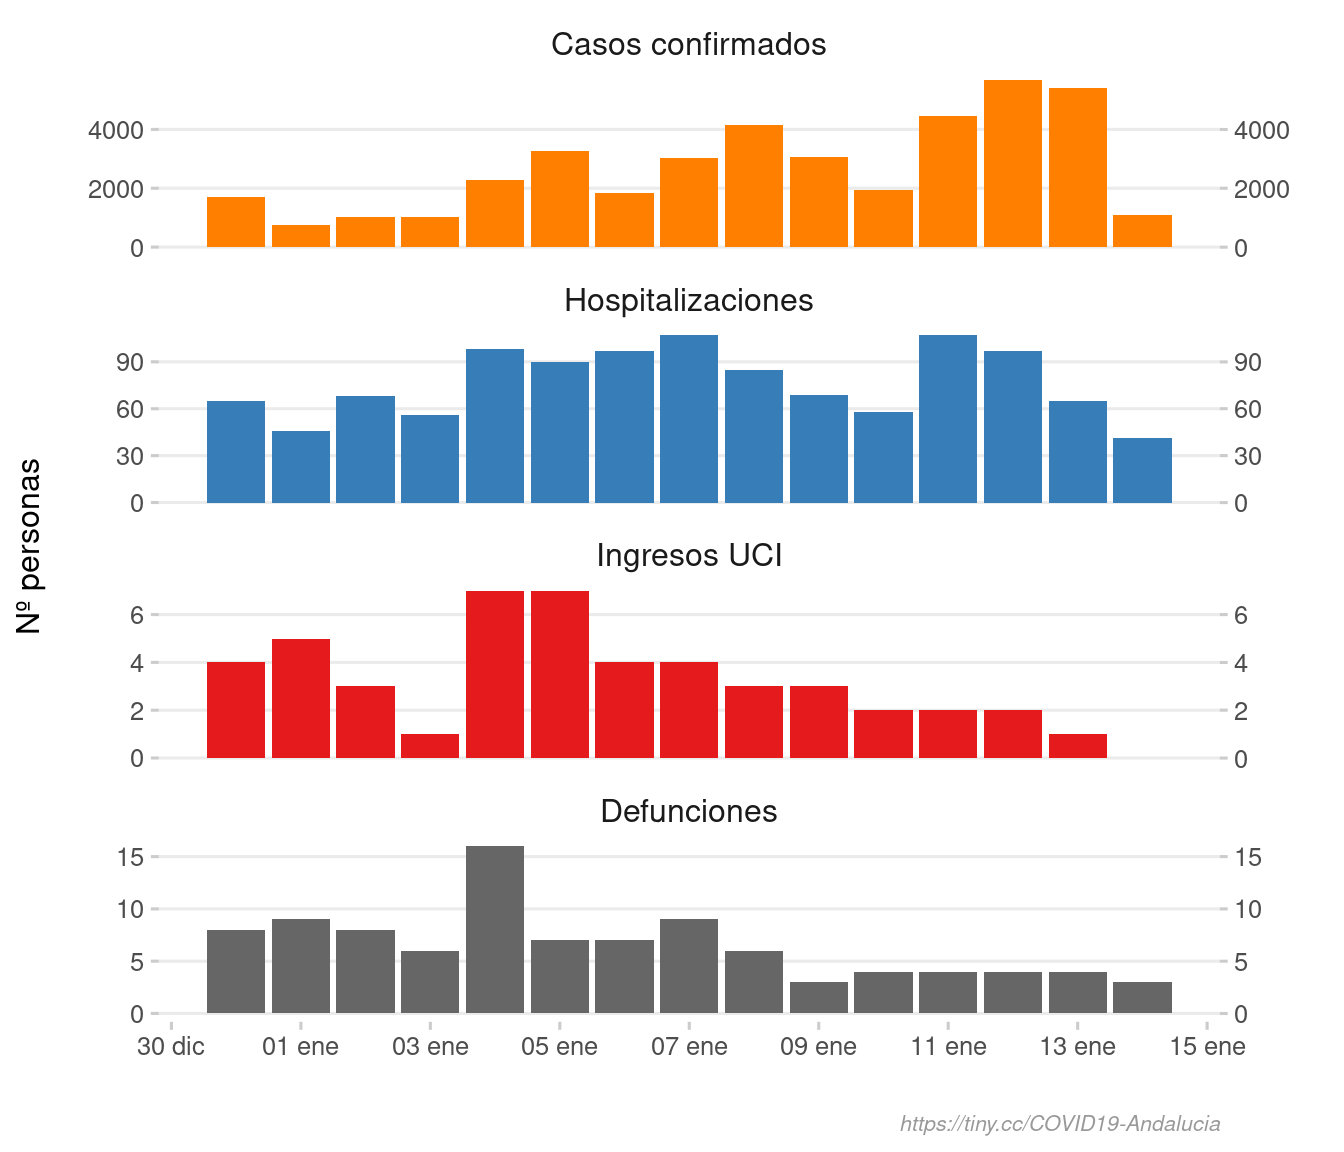 Casos confirmados
4000 4000
2000 2000
0 0
Hospitalizaciones
90 90
60 60
30 30
0 0
Nº personas
Ingresos UCI
6 6
4 4
2 2
0 0
Defunciones
15 15
10 10
5 5
0 0
30 dic 01 ene 03 ene 05 ene 07 ene 09 ene 11 ene 13 ene 15 ene
https://tiny.cc/COVID19-Andalucia